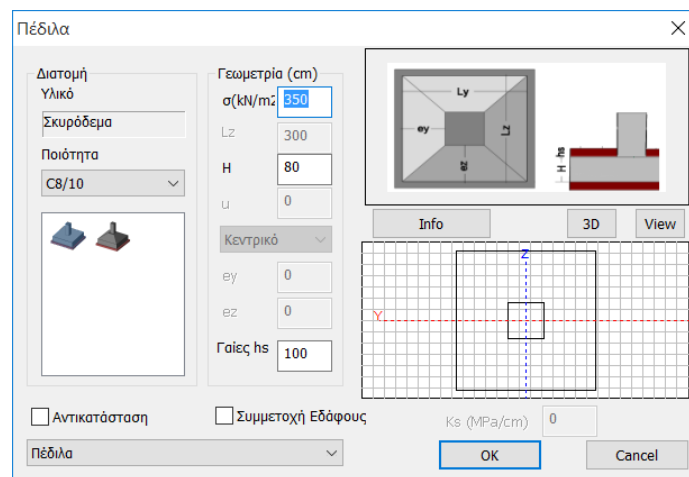 Πέδιλα
Διατομή
Υλικό
Σκυρόδεμα
Ποιότητα
C8/10
Γεωμετρία (cm)
σ(kN/m2 350
Lz 300
H 80
u 0
Κεντρικό
ey 0
ez 0
Γαίες hs 100
Ly
ey
Lz
ez
hs
H
Info 3D View
Z
Y
Αντικατάσταση Συμμετοχή Εδάφους Ks (MPa/cm) 0
Πέδιλα OK Cancel